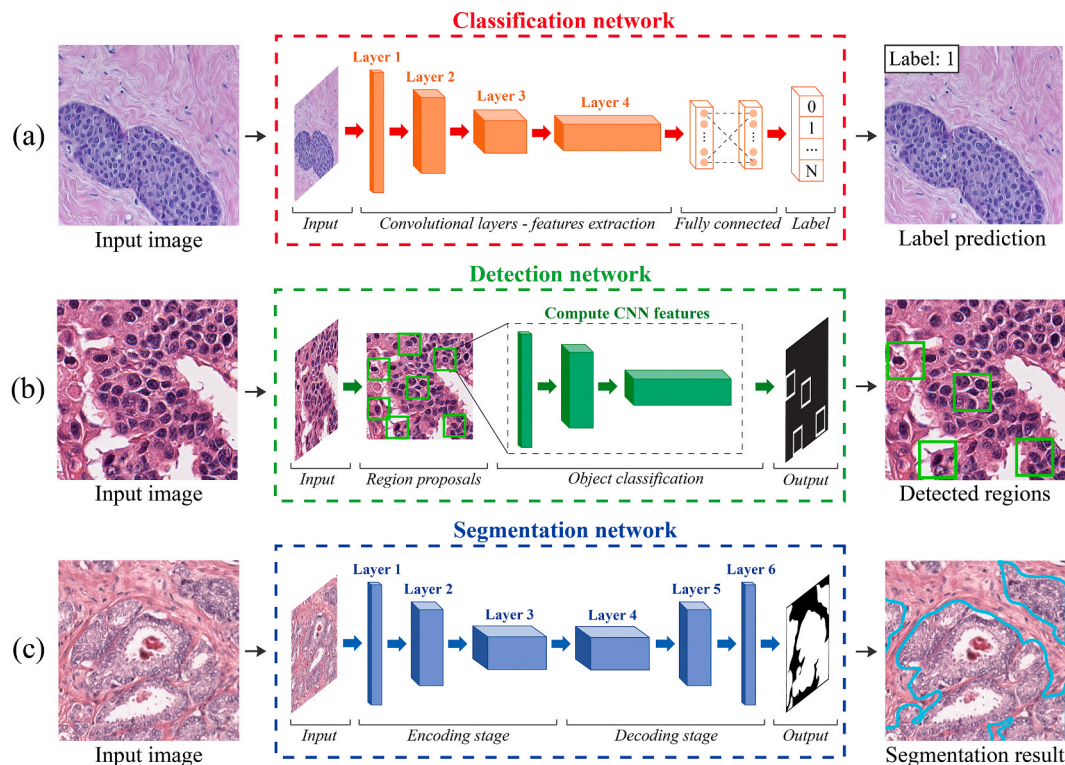 Classification network
(a)
Input image
Layer 1
Layer 2
Layer 3
Layer 4
0
1
...
N
Input
Convolutional layers - features extraction
Fully connected
Label
Label: 1
Label prediction
Detection network
(b)
Input image
Compute CNN features
Input
Region proposals
Object classification
Output
Detected regions
Segmentation network
(c)
Input image
Layer 1
Layer 2
Layer 3
Layer 4
Layer 5
Layer 6
Input
Encoding stage
Decoding stage
Output
Segmentation result